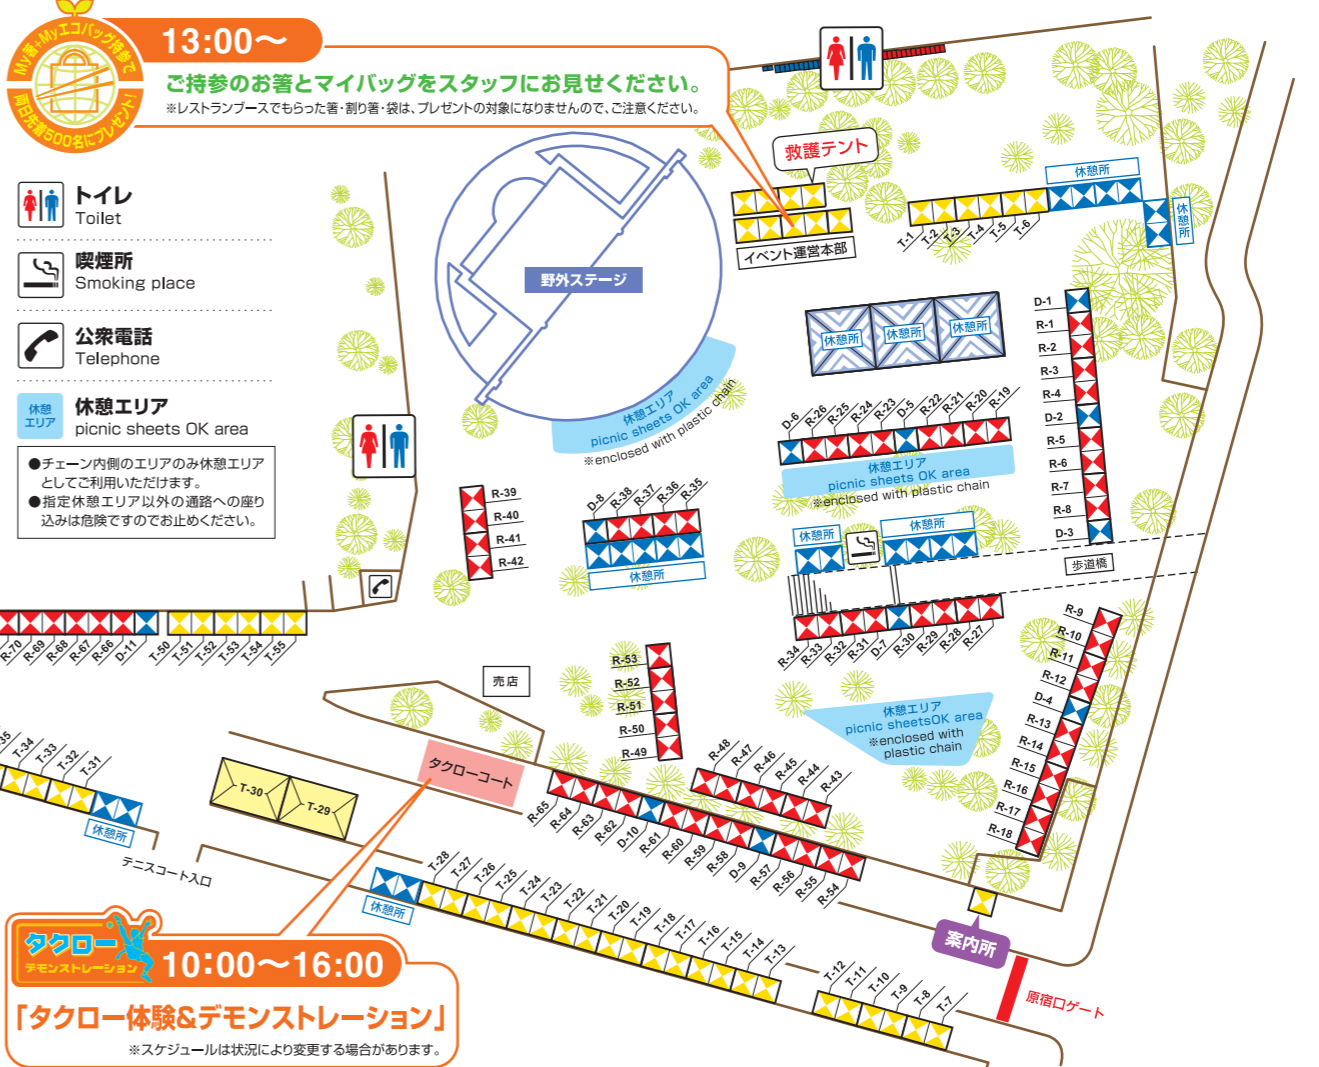 My箸+Myエコバッグ持参で
両日先着500名にプレゼント!
13:00～
ご持参のお箸とマイバッグをスタッフにお見せください。
※レストランブースでもらった箸・割り箸・袋は、プレゼントの対象になりませんので、ご注意ください。
トイレ
Toilet
喫煙所
Smoking place
公衆電話
Telephone
休憩
エリア
休憩エリア
picnic sheets OK area
●チェーン内側のエリアのみ休憩エリア
としてご利用いただけます。
●指定休憩エリア以外の通路への座り
込みは危険ですのでお止めください。
救護テント
イベント運営本部
野外ステージ
休憩エリア
picnic sheets OK area
※enclosed with plastic chain
T-1
T-2
T-3
T-4
T-5
T-6
休憩所
休憩所
休憩所
休憩所
休憩所
D-1
R-1
R-2
R-3
R-4
D-2
R-5
R-6
R-7
R-8
D-3
D-6
R-26
R-25
R-24
R-23
D-5
R-22
R-21
R-20
R-19
休憩エリア
picnic sheets OK area
※enclosed with plastic chain
休憩所
休憩所
歩道橋
R-39
R-40
R-41
R-42
D-8
R-38
R-37
R-36
R-35
休憩所
R-34
R-33
R-32
R-31
D-7
R-30
R-29
R-28
R-27
R-9
R-10
R-11
R-12
D-4
R-13
R-14
R-15
R-16
R-17
R-18
休憩エリア
picnic sheetsOK area
※enclosed with
plastic chain
R-70
R-69
R-68
R-67
R-66
D-11
T-50
T-51
T-52
T-53
T-54
T-55
売店
R-53
R-52
R-51
R-50
R-49
R-48
R-47
R-46
R-45
R-44
R-43
タクローコート
R-65
R-64
R-63
R-62
D-10
R-61
R-60
R-59
R-58
D-9
R-57
R-56
R-55
R-54
T-34
T-33
T-32
T-31
休憩所
テニスコート入口
T-30
T-29
休憩所
T-28
T-27
T-26
T-25
T-24
T-23
T-22
T-21
T-20
T-19
T-18
T-17
T-16
T-15
T-14
T-13
T-12
T-11
T-10
T-9
T-8
T-7
案内所
原宿口ゲート
タクロー
デモンストレーション
10:00～16:00
「タクロー体験&デモンストレーション」
※スケジュールは状況により変更する場合があります。